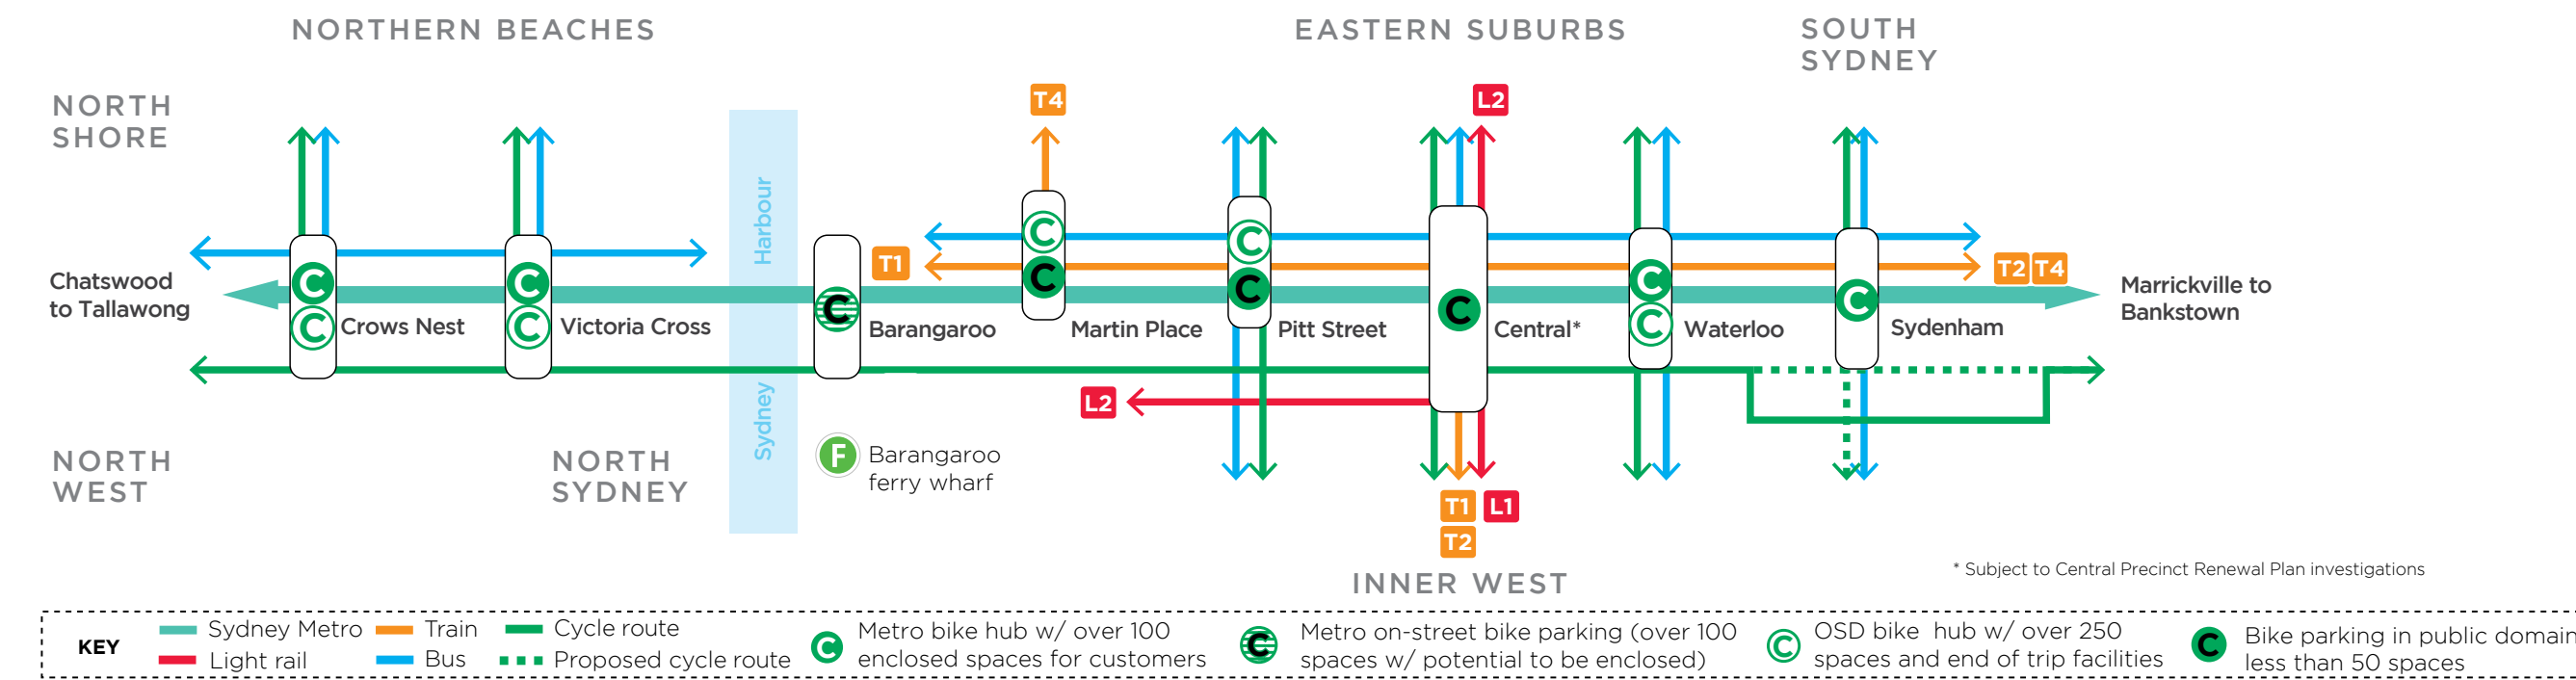 NORTHERN BEACHES
EASTERN SUBURBS
SOUTH
SYDNEY
NORTH
SHORE
T4
L2
Harbour
T1
T2 T4
Chatswood
to Tallawong
Marrickville to
Bankstown
C
C
C
C
C
C
C
C
C
C
C
C
C
Crows Nest
Victoria Cross
Barangaroo
Martin Place
Pitt Street
Central*
Waterloo
Sydenham
L2
Sydney
F
Barangaroo
ferry wharf
NORTH
WEST
NORTH
SYDNEY
T1 L1
T2
INNER WEST
* Subject to Central Precinct Renewal Plan investigations
KEY
Sydney Metro
Light rail
Train
Bus
Cycle route
Proposed cycle route
C
Metro bike hub w/ over 100
enclosed spaces for customers
C
Metro on-street bike parking (over 100
spaces w/ potential to be enclosed)
C
OSD bike hub w/ over 250
spaces and end of trip facilities
C
Bike parking in public domain
less than 50 spaces